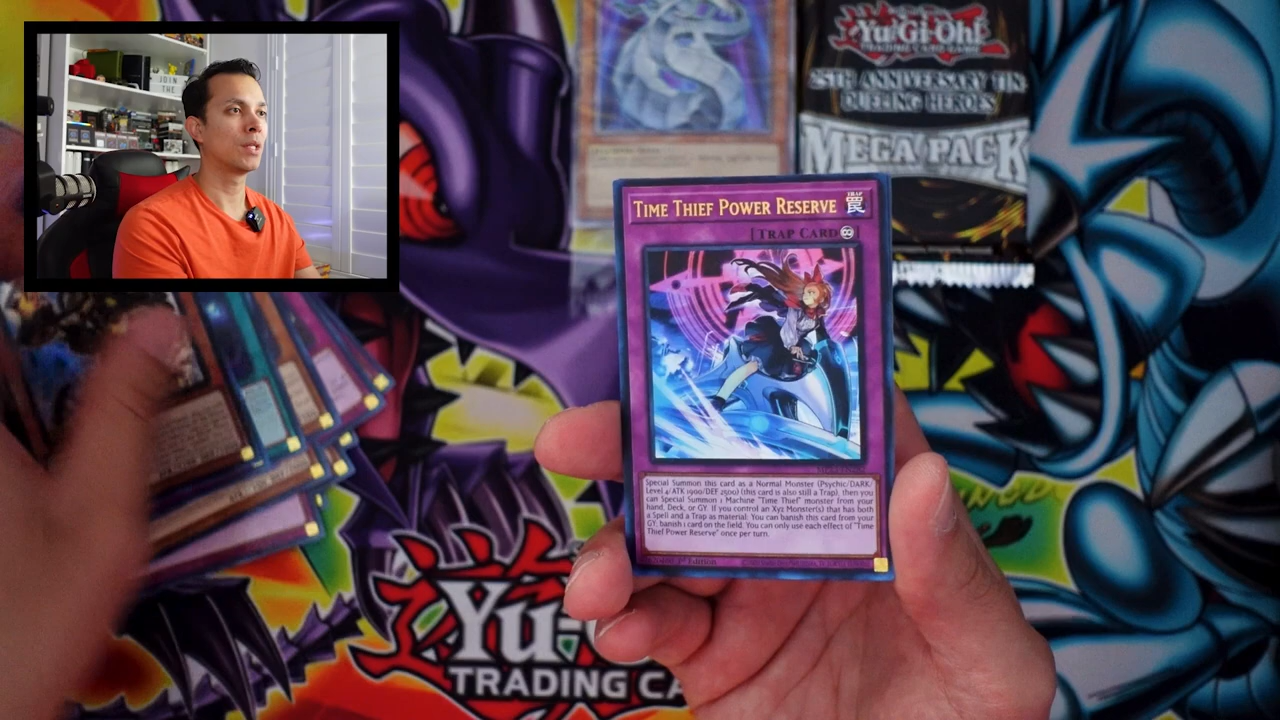 JOIN
THE
Yu-Gi-Oh!
TRADING CARD GAME
25TH ANNIVERSARY TIN
DUELING HEROES
MEGA PACK
TIME THIEF POWER RESERVE
TRAP
罠
[TRAP CARD
Special Summon this card as a Normal Monster (Psychic/DARK/
Level 4/ATK 1900/DEF 2500) (this card is also still a Trap), then you
can Special Summon 1 Machine "Time Thief" monster from your
hand, Deck, or GY. If you control an Xyz Monster(s) that has both
a Spell and a Trap as material: You can banish this card from your
GY; banish 1 card on the field. You can only use each effect of "Time
Thief Power Reserve" once per turn.
1st Edition
Yu-G
TRADING CA